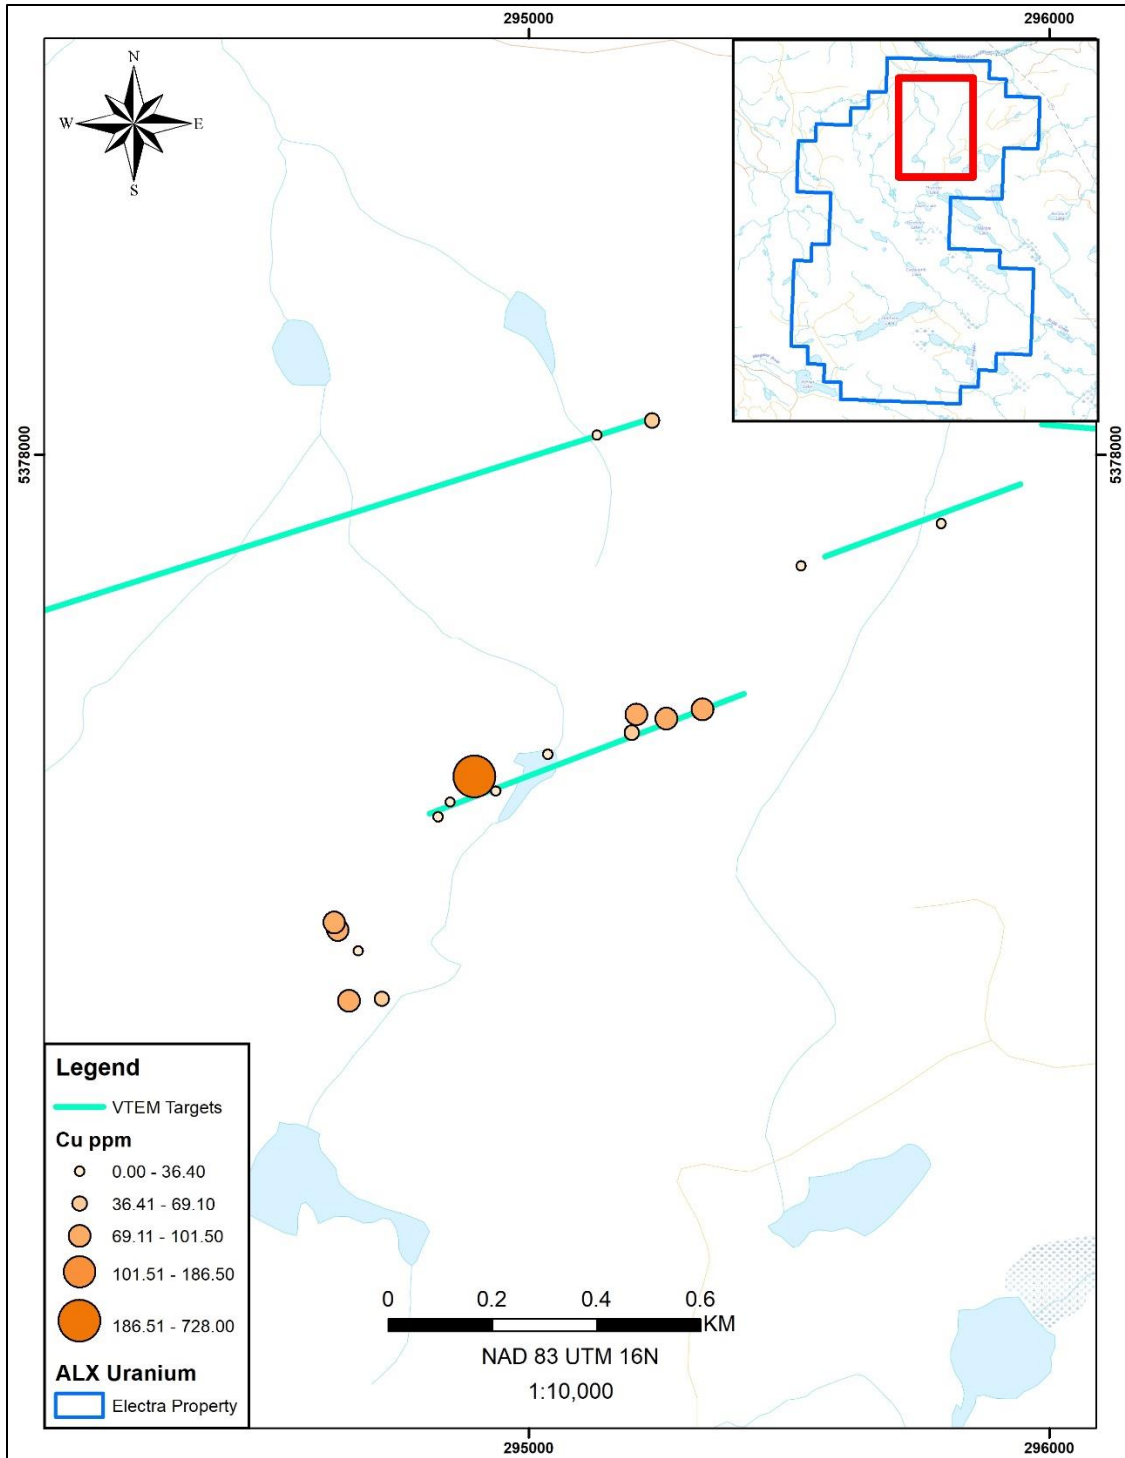 295000
296000
N
W
E
S
5378000
5378000
Legend
VTEM Targets
Cu ppm
0.00 - 36.40
36.41 - 69.10
69.11 - 101.50
101.51 - 186.50
186.51 - 728.00
ALX Uranium
Electra Property
0 0.2 0.4 0.6
KM
NAD 83 UTM 16N
1:10,000
295000
296000